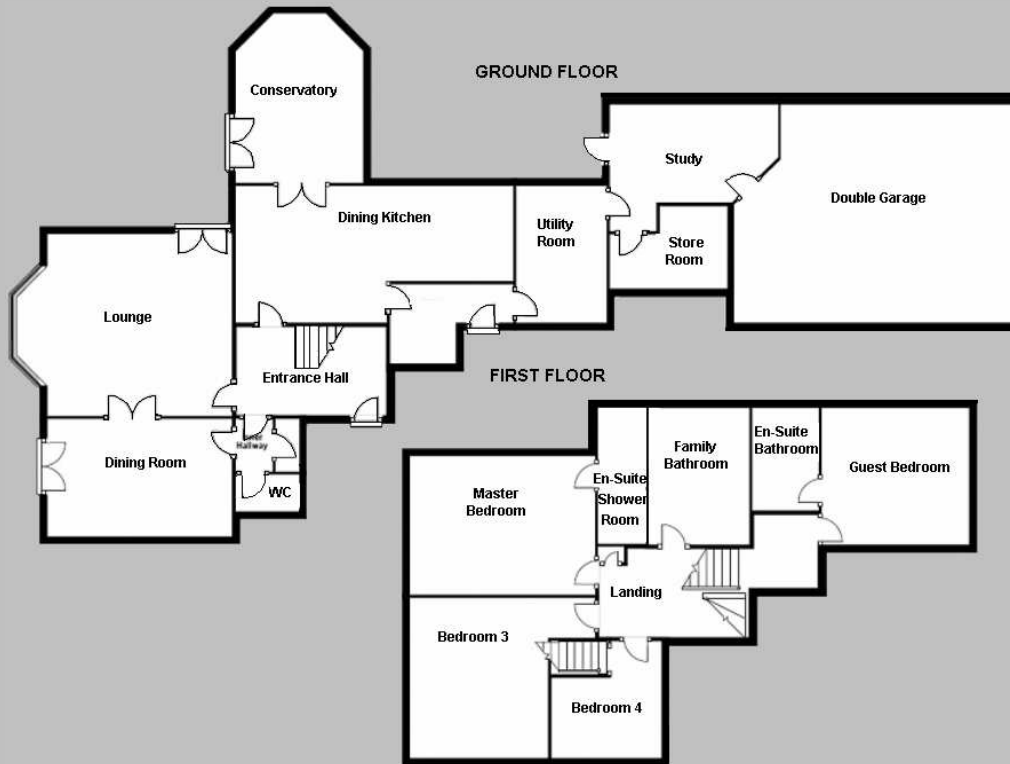 GROUND FLOOR
Conservatory
Study
Double Garage
Dining Kitchen
Utility
Room
Store
Room
Lounge
Entrance Hall
Hallway
Dining Room
WC
FIRST FLOOR
Master
Bedroom
En-Suite
Shower
Room
Family
Bathroom
En-Suite
Bathroom
Guest Bedroom
Landing
Bedroom 3
Bedroom 4